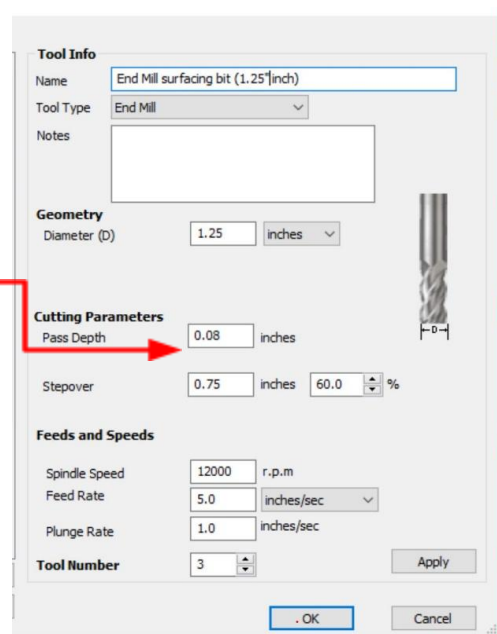 Tool Info
Name End Mill surfacing bit (1.25" inch)
Tool Type End Mill
Notes
Geometry
Diameter (D) 1.25 inches
D
Cutting Parameters
Pass Depth 0.08 inches
Stepover 0.75 inches 60.0 %
Feeds and Speeds
Spindle Speed 12000 r.p.m
Feed Rate 5.0 inches/sec
Plunge Rate 1.0 inches/sec
Tool Number 3 Apply
. OK Cancel